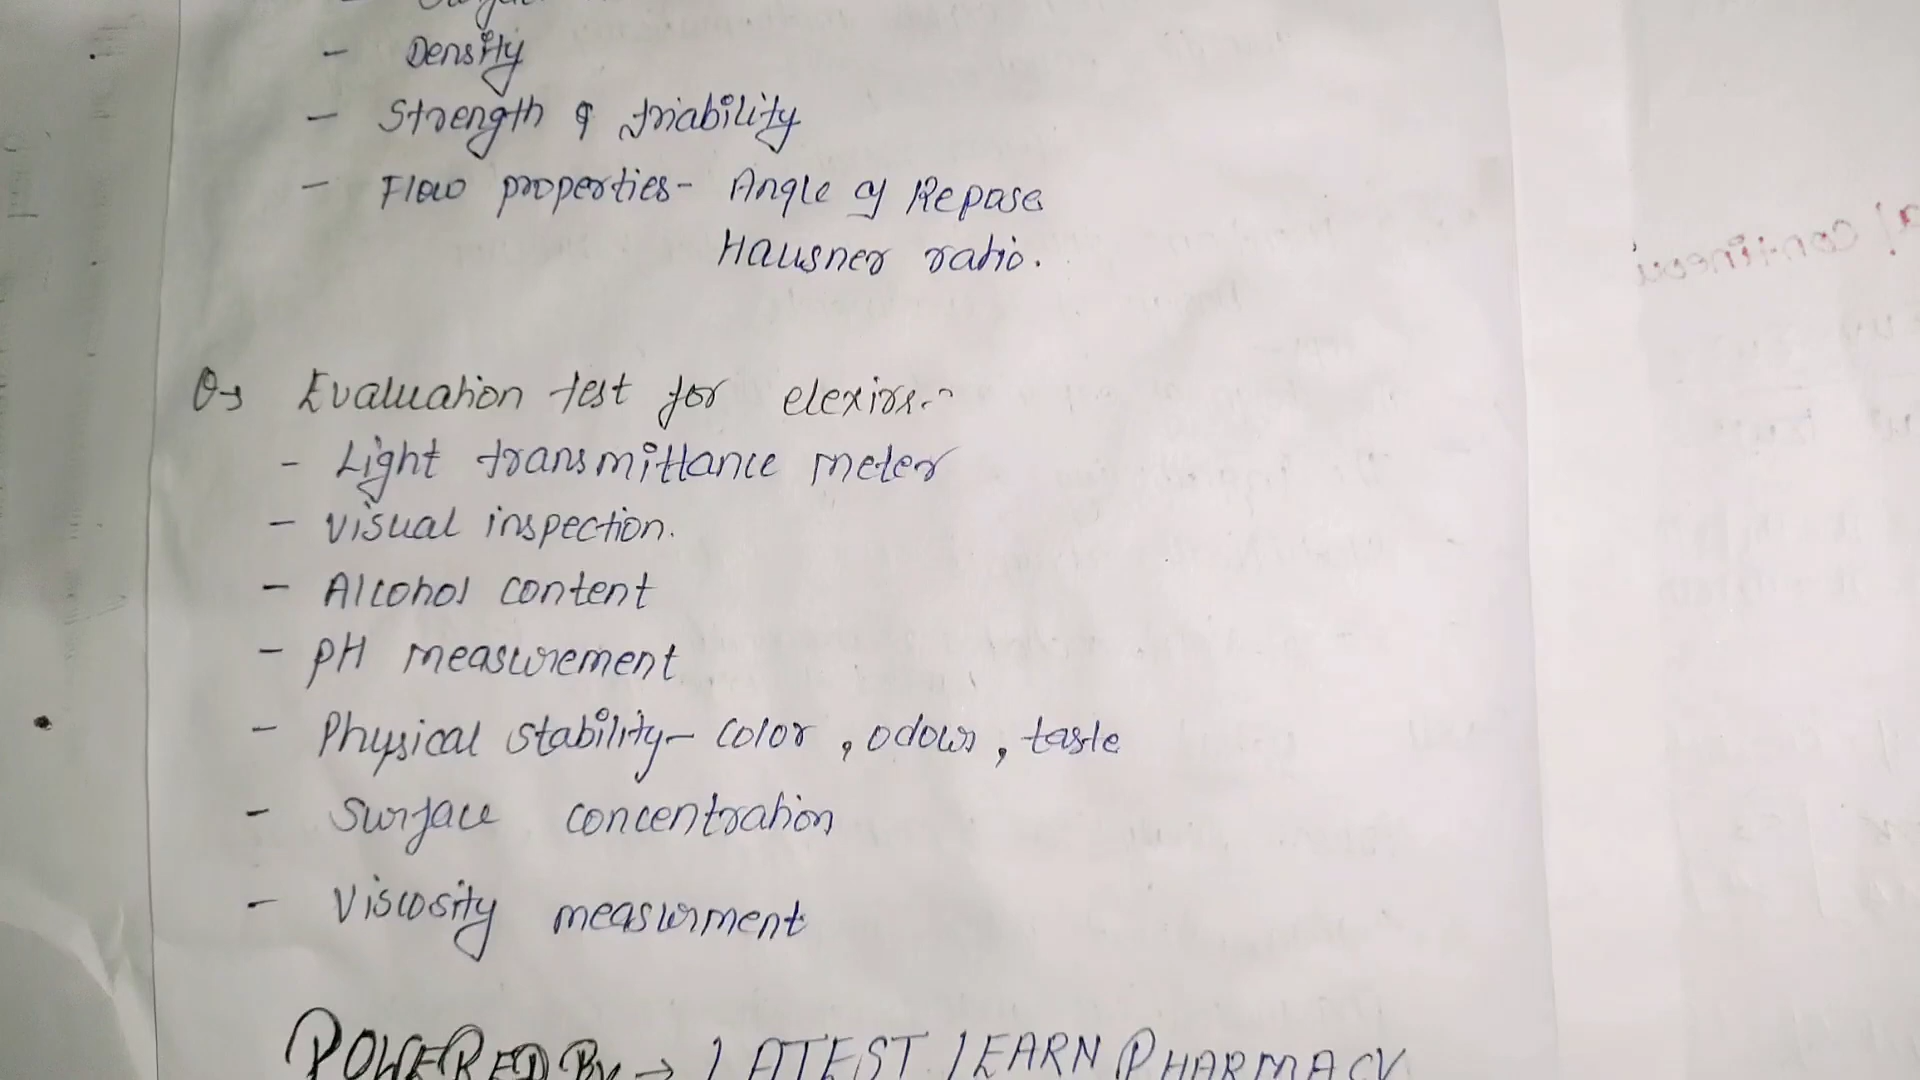 - Density
- Strength & friability
- Flow properties- Angle of Repose
Hausner ratio.
Q→ Evaluation test for elexirs.-
- Light transmittance meter
- Visual inspection.
- Alcohol content
- pH measurement
- Physical stability- color, odour, taste
- Surface concentration
- Viscosity measurment
POWERED By → LATEST LEARN PHARMACY